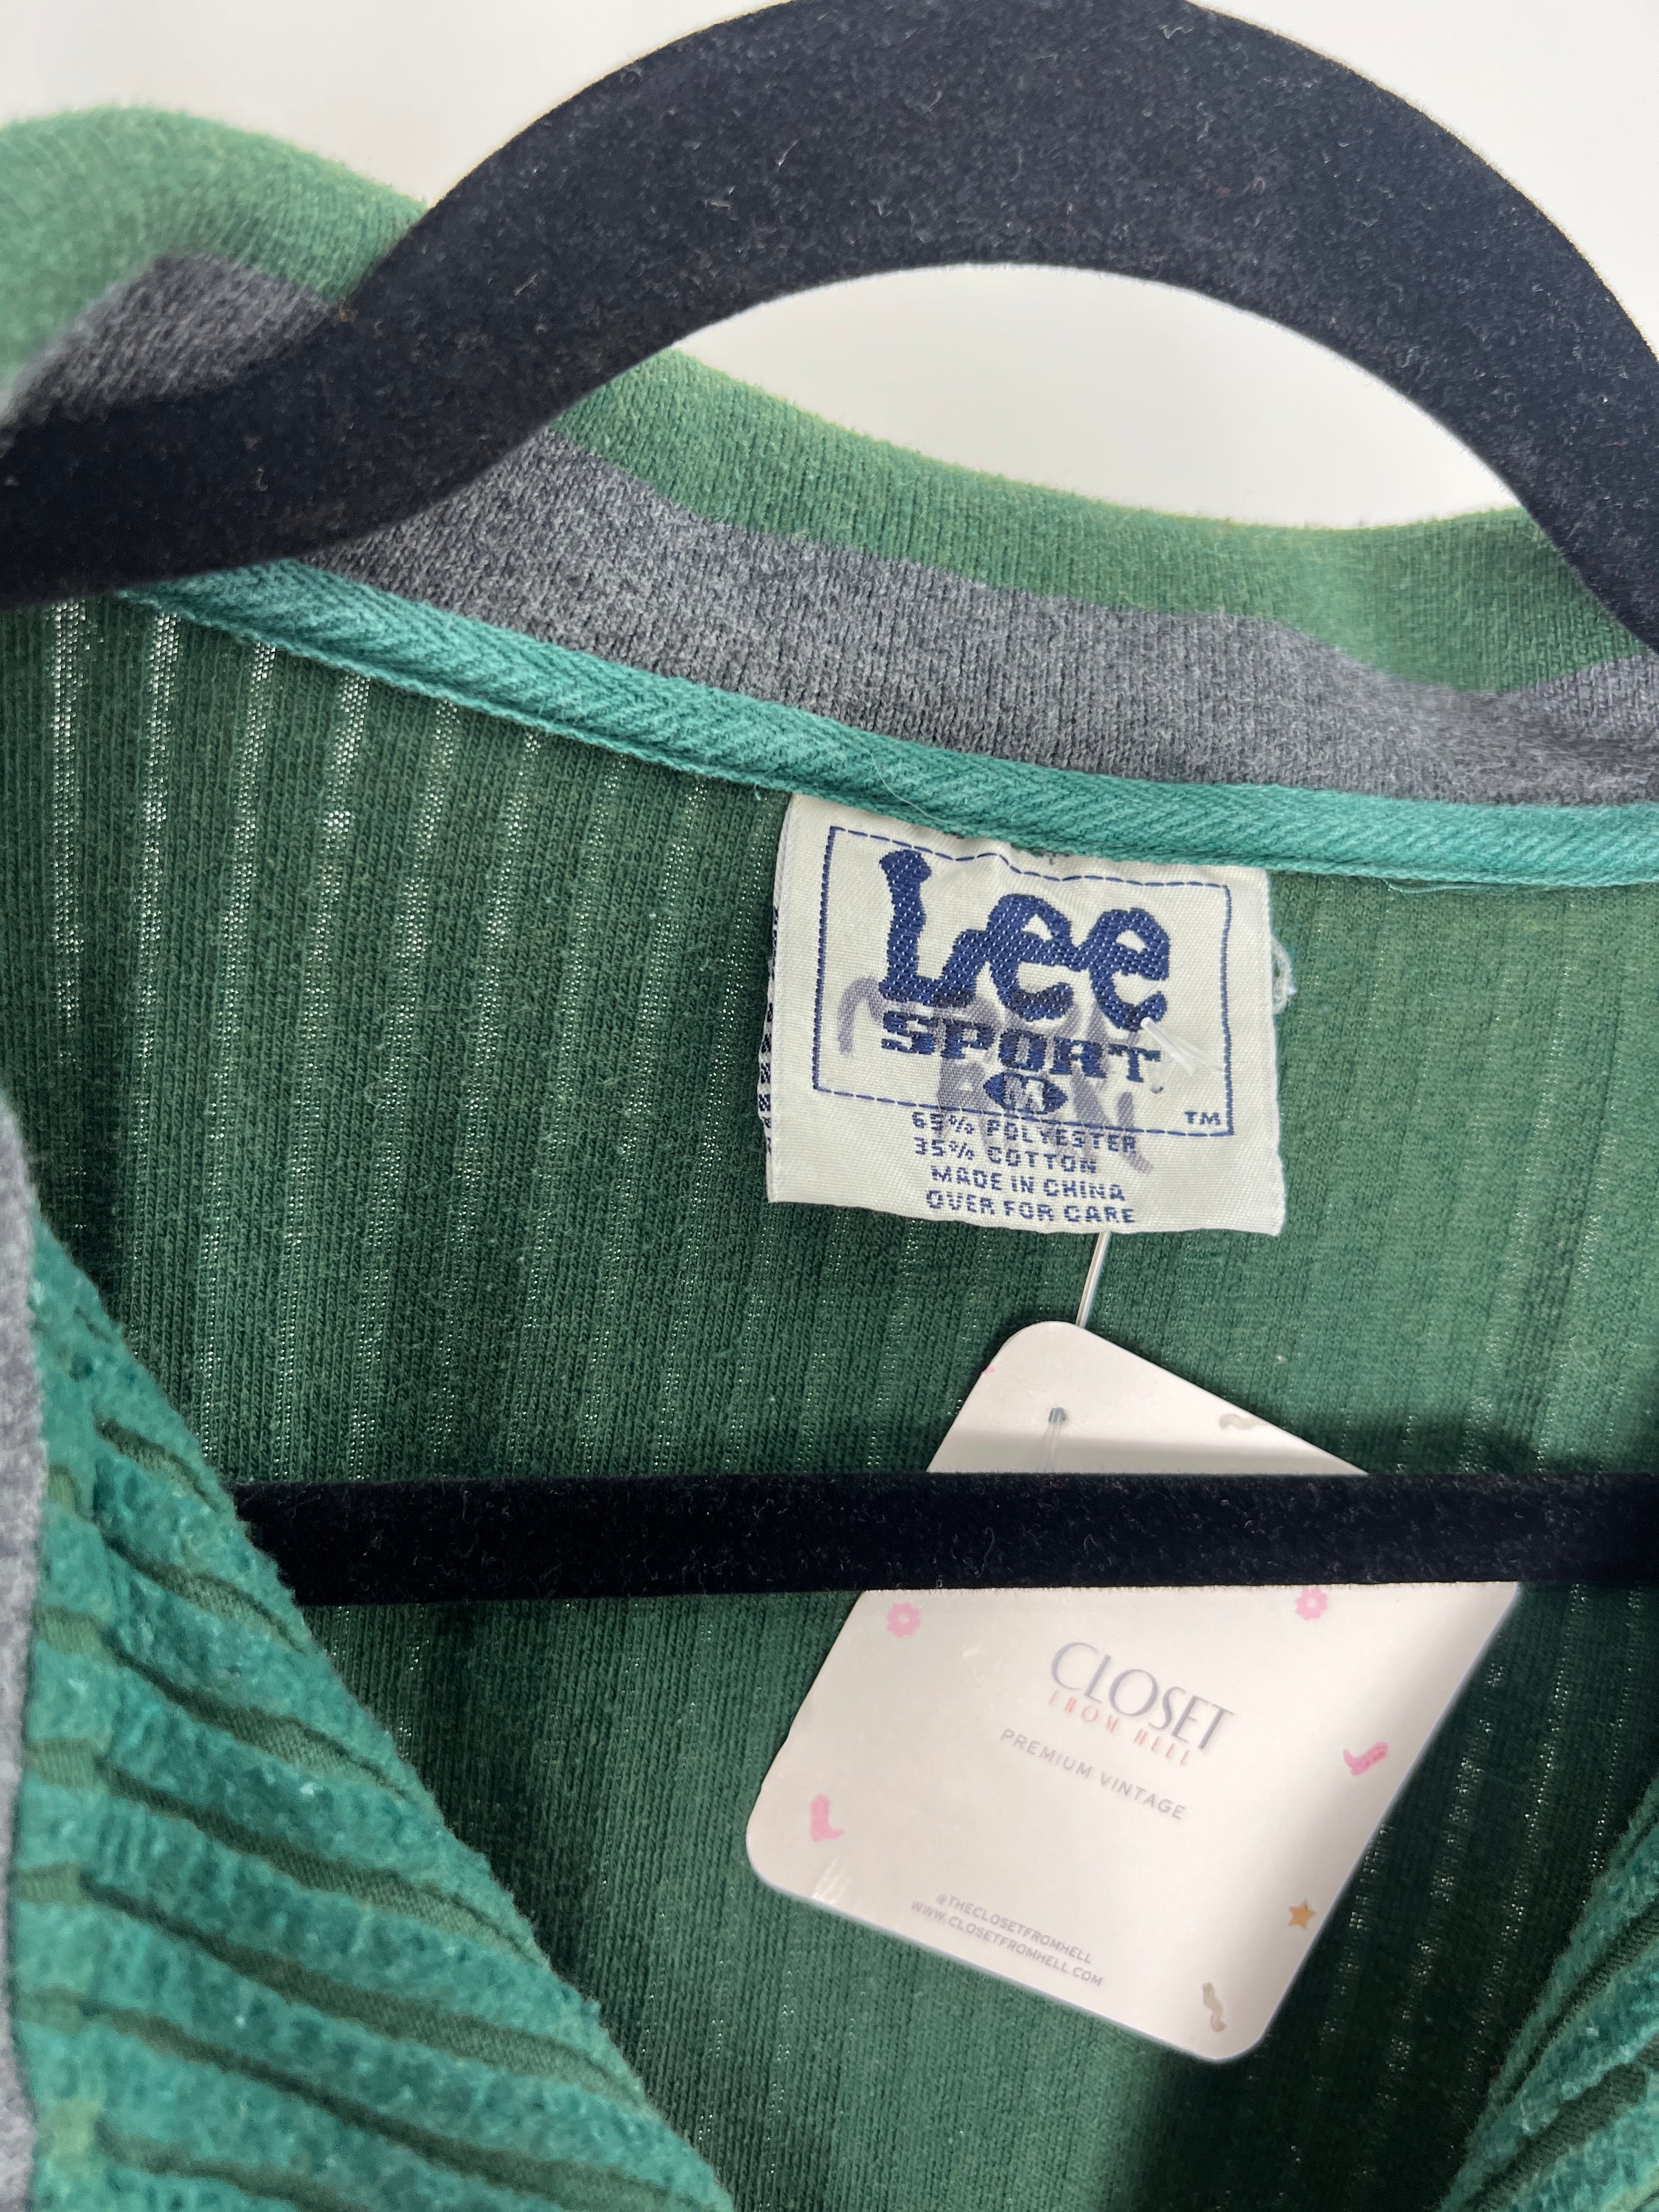 Lee
SPORT
M
TM
65% POLYESTER
35% COTTON
MADE IN CHINA
OVER FOR CARE
CLOSET
FROM HELL
PREMIUM VINTAGE
@THECLOSETFROMHELL
WWW.CLOSETFROMHELL.COM